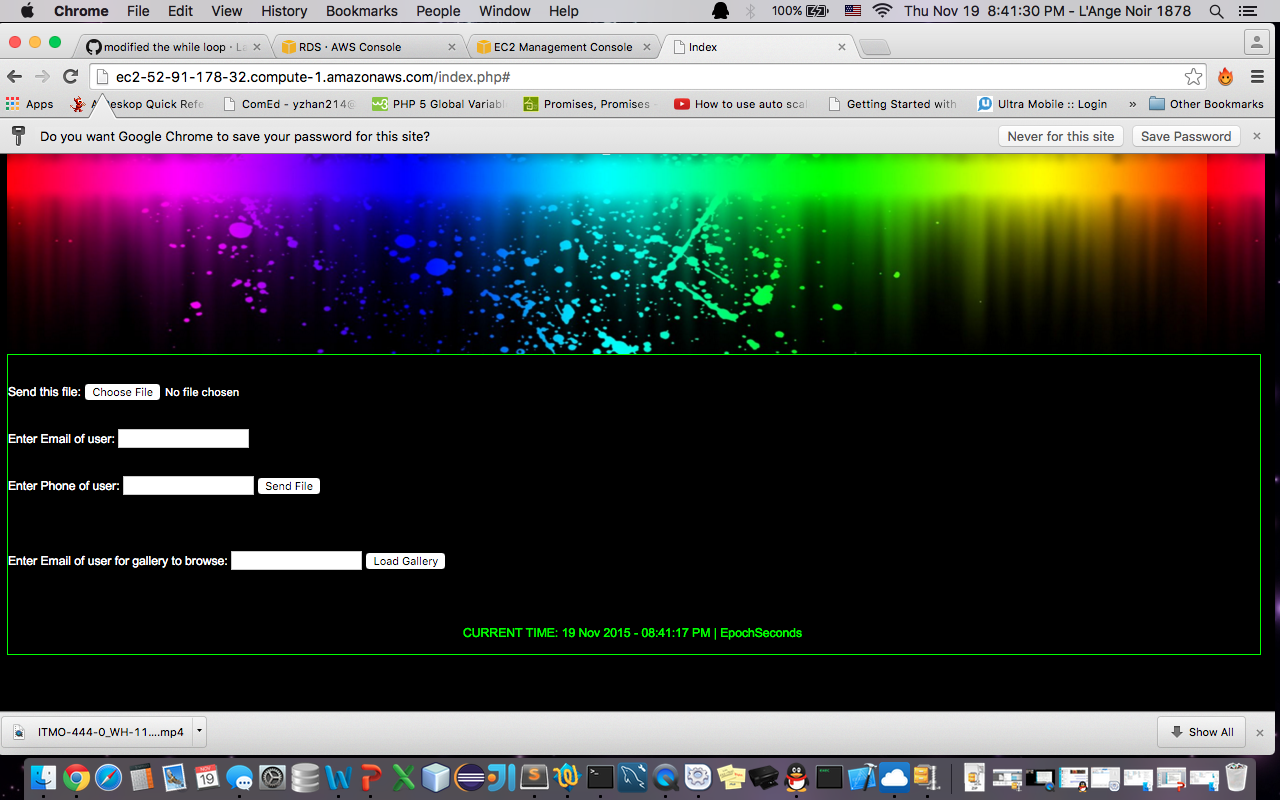 Chrome File Edit View History Bookmarks People Window Help 100% Thu Nov 19 8:41:30 PM - L'Ange Noir 1878
modified the while loop · La RDS · AWS Console EC2 Management Console Index
ec2-52-91-178-32.compute-1.amazonaws.com/index.php#
Apps Quick Refe ComEd - yzhan214@ PHP 5 Global Variabl Promises, Promises - How to use auto scal Getting Started with Ultra Mobile :: Login » Other Bookmarks
Do you want Google Chrome to save your password for this site? Never for this site Save Password
Send this file: Choose File No file chosen
Enter Email of user:
Enter Phone of user: Send File
Enter Email of user for gallery to browse: Load Gallery
CURRENT TIME: 19 Nov 2015 - 08:41:17 PM | EpochSeconds
ITMO-444-0_WH-11....mp4 Show All
NOV
19